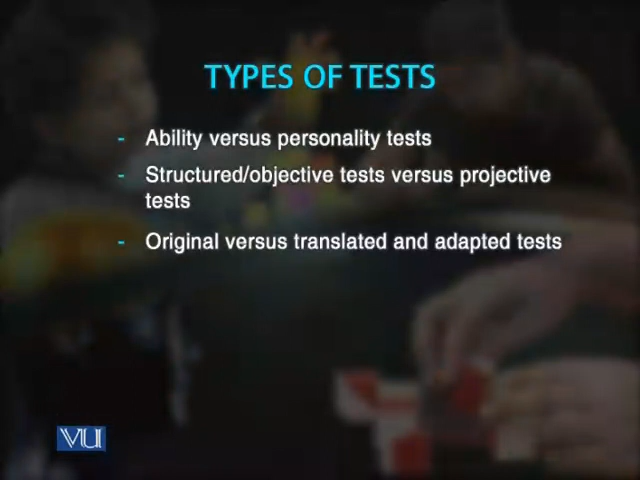 TYPES OF TESTS
- Ability versus personality tests
- Structured/objective tests versus projective
tests
- Original versus translated and adapted tests
VU